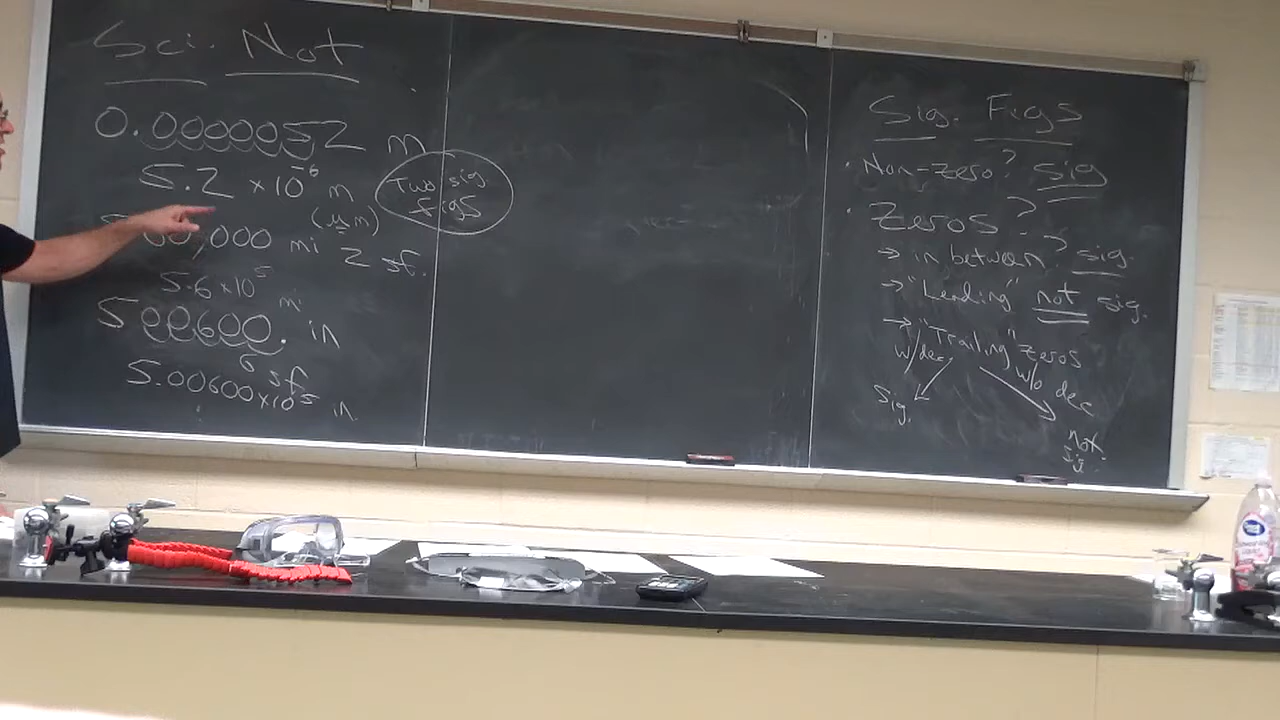 Sci. Not
0.0000052 m
5.2 × 10⁻⁶ m
(μm)
Two sig
figs
00,000 mi 2 sf.
5.6 × 10⁵ mi
500600. in
6 sf
5.00600×10⁵ in
Sig. Figs
· Non-zero? sig
· Zeros?
→ in between? sig.
→ "Leading" not sig.
→ "Trailing" zeros
w/dec w/o dec
Sig.
not